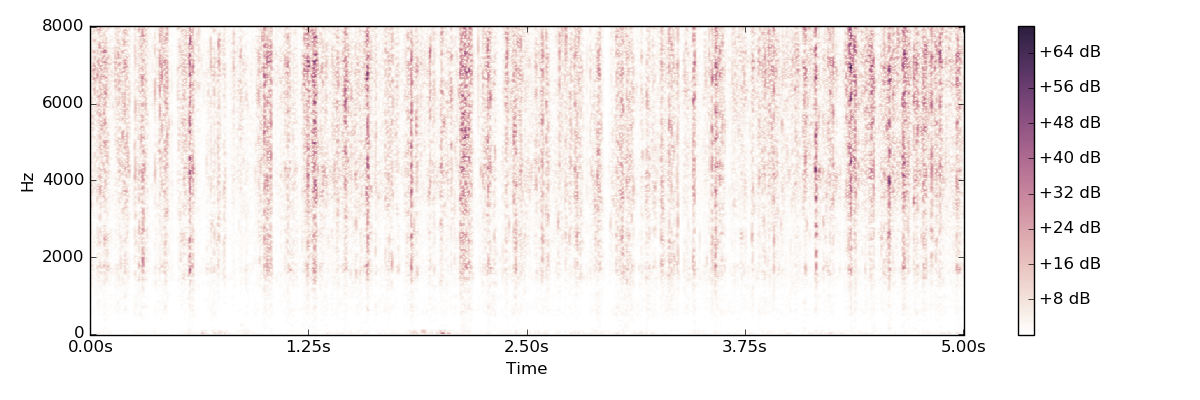 8000
6000
4000
2000
0
Hz
0.00s 1.25s 2.50s 3.75s 5.00s
Time
+64 dB
+56 dB
+48 dB
+40 dB
+32 dB
+24 dB
+16 dB
+8 dB